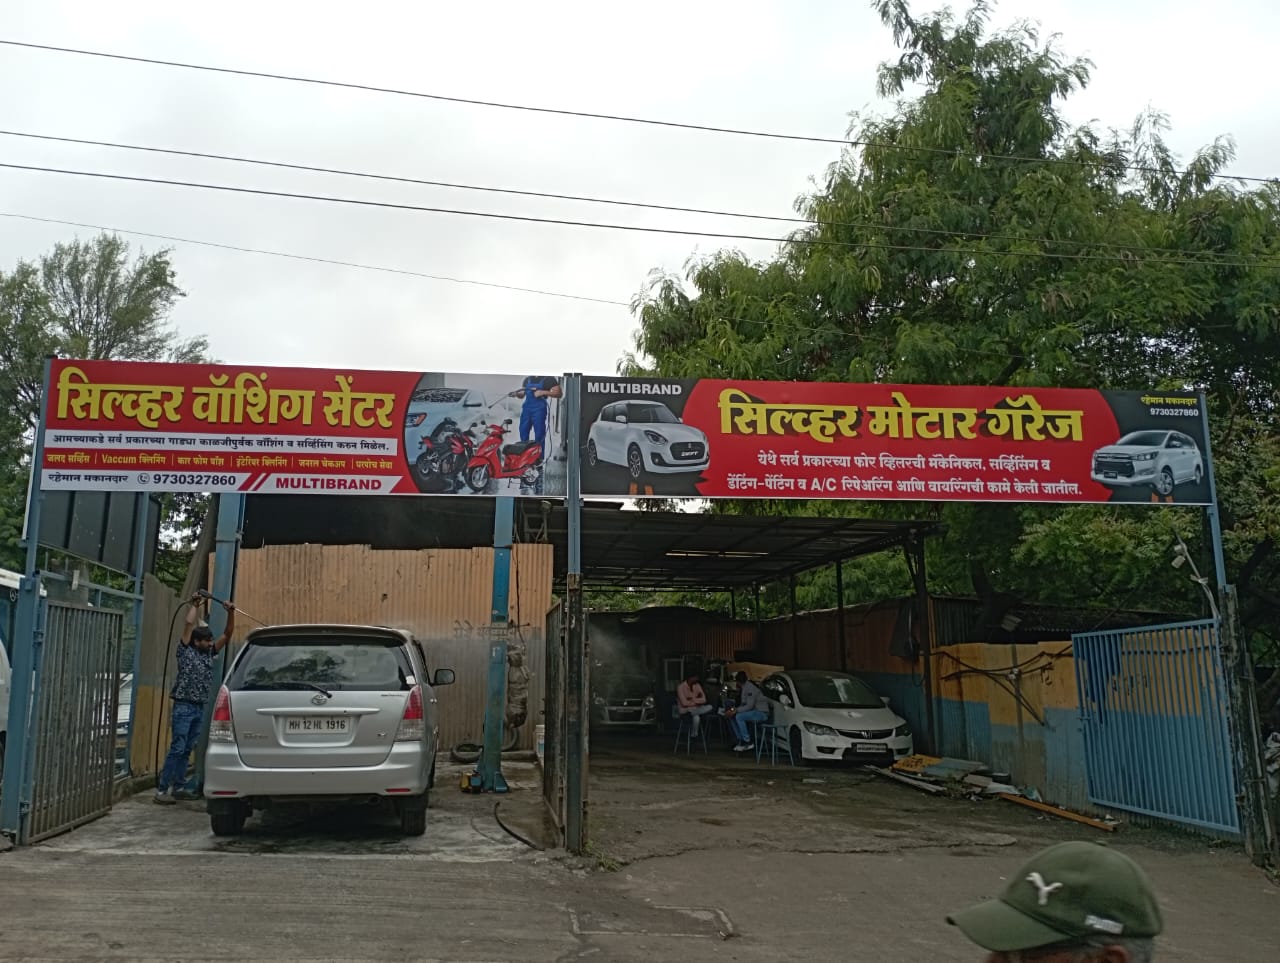 सिल्व्हर वॉशिंग सेंटर
आमच्याकडे सर्व प्रकारच्या गाड्या काळजीपुर्वक वॉशिंग व सर्व्हिसिंग करुन मिळेल.
जलद सर्व्हिस | Vaccum क्लिनिंग | कार फोम वॉश | इंटेरियर क्लिनिंग | जनरल चेकअप | घरपोच सेवा
रहेमान मकानदार 9730327860 MULTIBRAND
MULTIBRAND
सिल्व्हर मोटार गॅरेज
रहेमान मकानदार
9730327860
येथे सर्व प्रकारच्या फोर व्हिलरची मॅकेनिकल, सर्व्हिसिंग व
डेंटिंग-पेंटिंग व A/C रिपेअरिंग आणि वायरिंगची कामे केली जातील.
SWIFT
MH 12 HL 1916